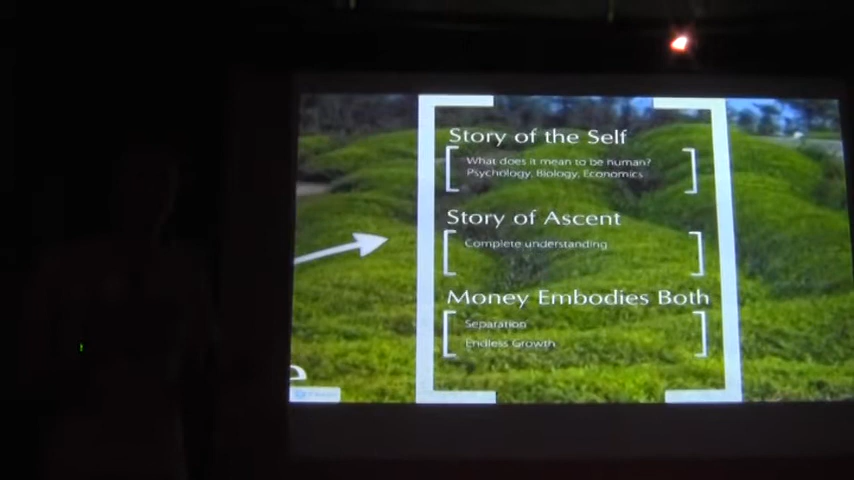 Story of the Self
What does it mean to be human?
Psychology, Biology, Economics
Story of Ascent
Complete understanding
Money Embodies Both
Separation
Endless Growth